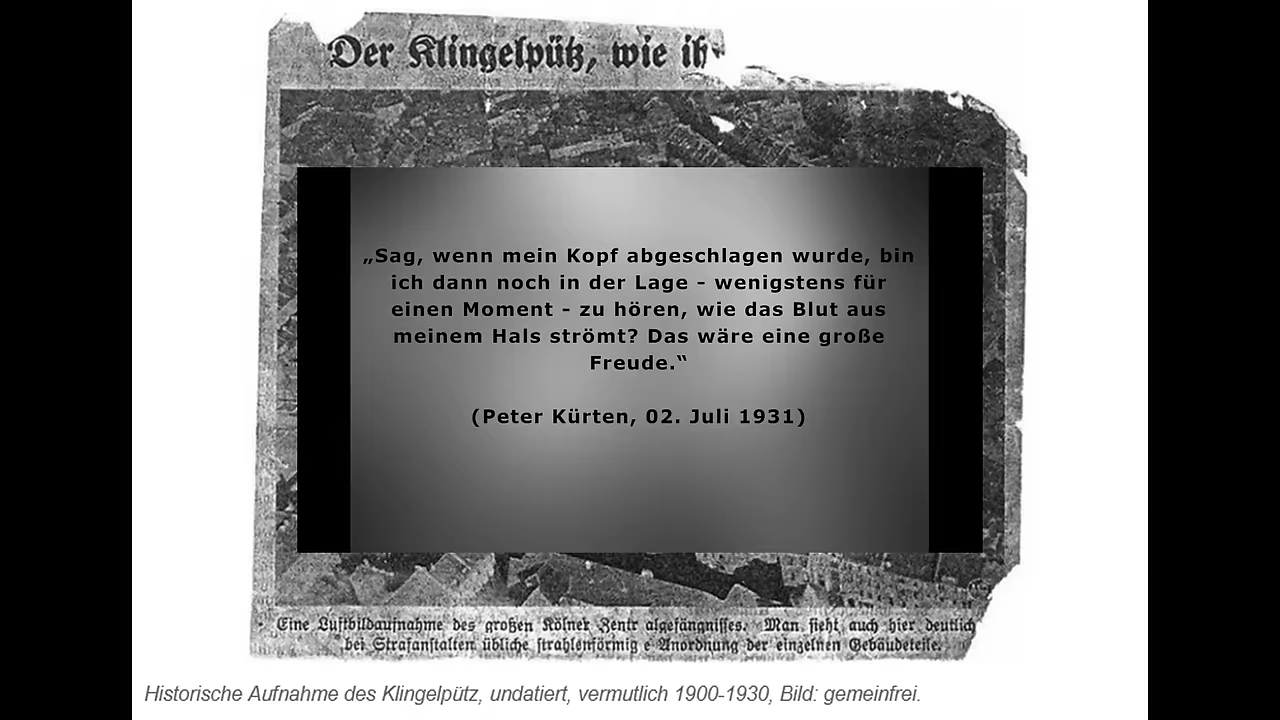 Der Klingelpütz, wie ih
„Sag, wenn mein Kopf abgeschlagen wurde, bin
ich dann noch in der Lage - wenigstens für
einen Moment - zu hören, wie das Blut aus
meinem Hals strömt? Das wäre eine große
Freude.“
(Peter Kürten, 02. Juli 1931)
Eine Luftbildaufnahme des großen Kölner Zentr algefängnisses. Man sieht auch hier deutlich
bei Strafanstalten übliche strahlenförmig e Anordnung der einzelnen Gebäudeteile.
Historische Aufnahme des Klingelpütz, undatiert, vermutlich 1900-1930, Bild: gemeinfrei.